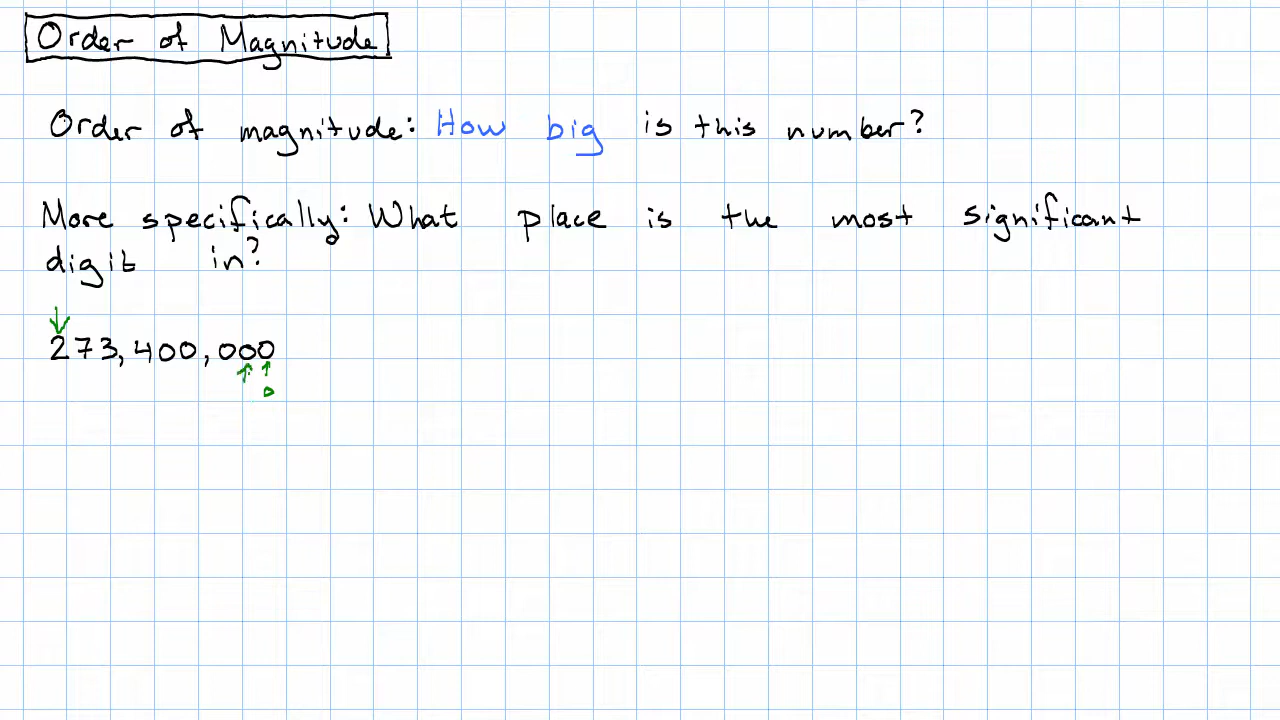 Order of Magnitude
Order of magnitude: How big is this number?
More specifically: What place is the most significant
digit in?
273,400,000
0